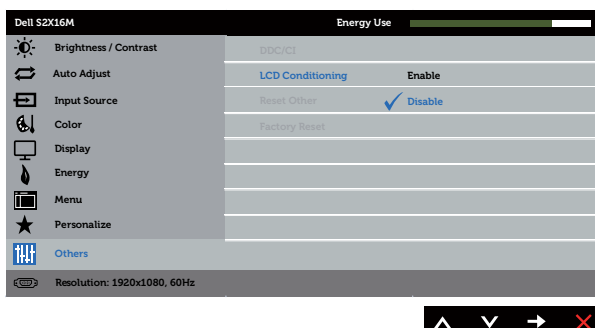 Dell S2X16M Energy Use
Brightness / Contrast DDC/CI
Auto Adjust LCD Conditioning Enable
Input Source Reset Other Disable
Color Factory Reset
Display
Energy
Menu
Personalize
Others
Resolution: 1920x1080, 60Hz